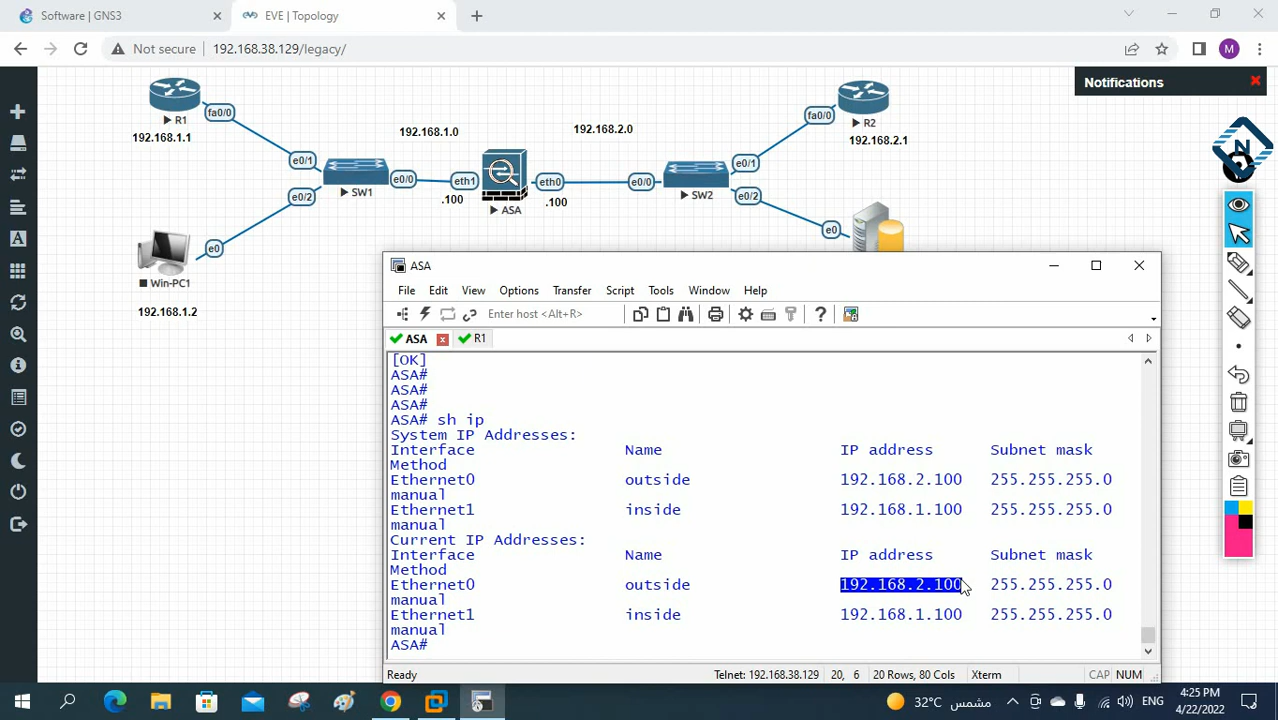 Software | GNS3
EVE | Topology
Not secure
192.168.38.129/legacy/
M
Notifications
R1
fa0/0
192.168.1.1
192.168.1.0
192.168.2.0
fa0/0
R2
192.168.2.1
N
e0/1
SW1
e0/0
eth1
.100
ASA
eth0
.100
e0/0
SW2
e0/1
e0/2
e0/2
e0
Win-PC1
192.168.1.2
e0
ASA
File Edit View Options Transfer Script Tools Window Help
Enter host <Alt+R>
ASA
R1
[OK]
ASA#
ASA#
ASA#
ASA# sh ip
System IP Addresses:
Interface Name IP address Subnet mask
Method
Ethernet0 outside 192.168.2.100 255.255.255.0
manual
Ethernet1 inside 192.168.1.100 255.255.255.0
manual
Current IP Addresses:
Interface Name IP address Subnet mask
Method
Ethernet0 outside 192.168.2.100 255.255.255.0
manual
Ethernet1 inside 192.168.1.100 255.255.255.0
manual
ASA#
Ready
Telnet: 192.168.38.129 20, 6 20 Rows, 80 Cols Xterm CAP NUM
32°C مشمس
ENG
4:25 PM
4/22/2022